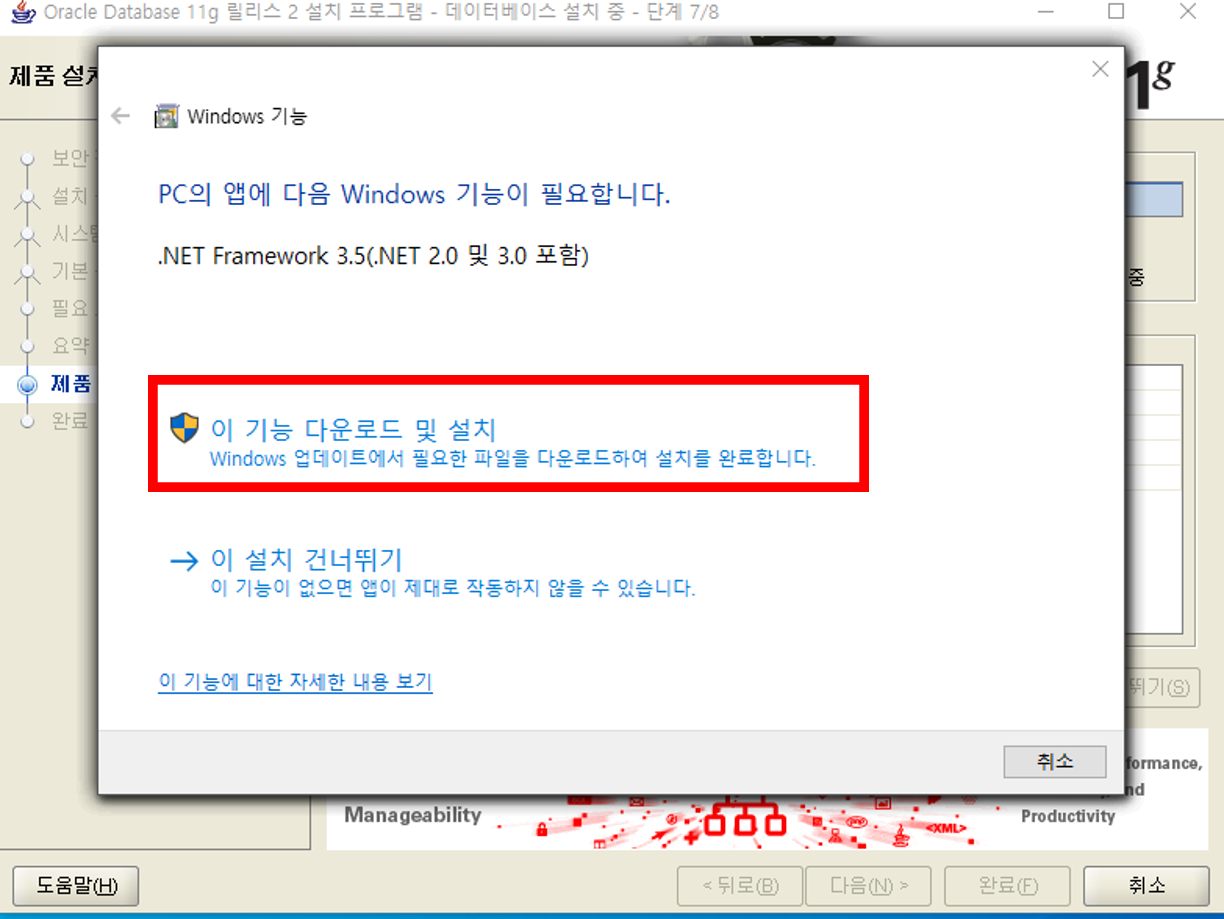 Oracle Database 11g 릴리스 2 설치 프로그램 - 데이터베이스 설치 중 - 단계 7/8
제품 설치
1g
Windows 기능
PC의 앱에 다음 Windows 기능이 필요합니다.
.NET Framework 3.5(.NET 2.0 및 3.0 포함)
이 기능 다운로드 및 설치
Windows 업데이트에서 필요한 파일을 다운로드하여 설치를 완료합니다.
이 설치 건너뛰기
이 기능이 없으면 앱이 제대로 작동하지 않을 수 있습니다.
이 기능에 대한 자세한 내용 보기
취소
보안
설치
시스템
기본
필요
요약
제품
완료
중
뛰기(S)
formance,
nd
Productivity
Manageability
php
<XML>
도움말(H)
< 뒤로(B)
다음(N) >
완료(F)
취소